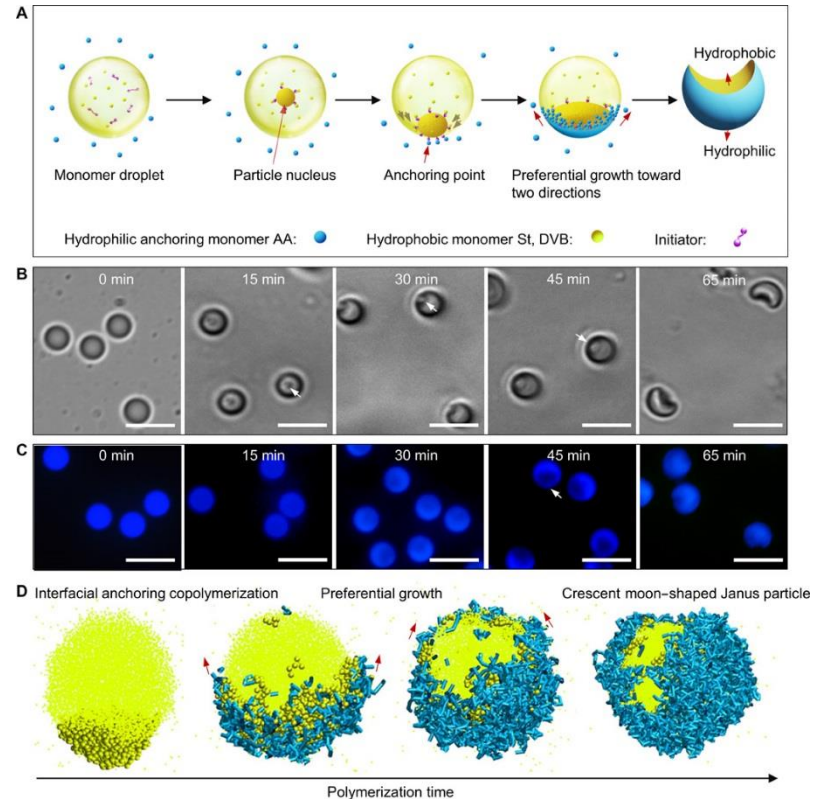 A
Hydrophobic
Hydrophilic
Monomer droplet
Particle nucleus
Anchoring point
Preferential growth toward
two directions
Hydrophilic anchoring monomer AA:
Hydrophobic monomer St, DVB:
Initiator:
B
0 min
15 min
30 min
45 min
65 min
C
0 min
15 min
30 min
45 min
65 min
D
Interfacial anchoring copolymerization
Preferential growth
Crescent moon–shaped Janus particle
Polymerization time